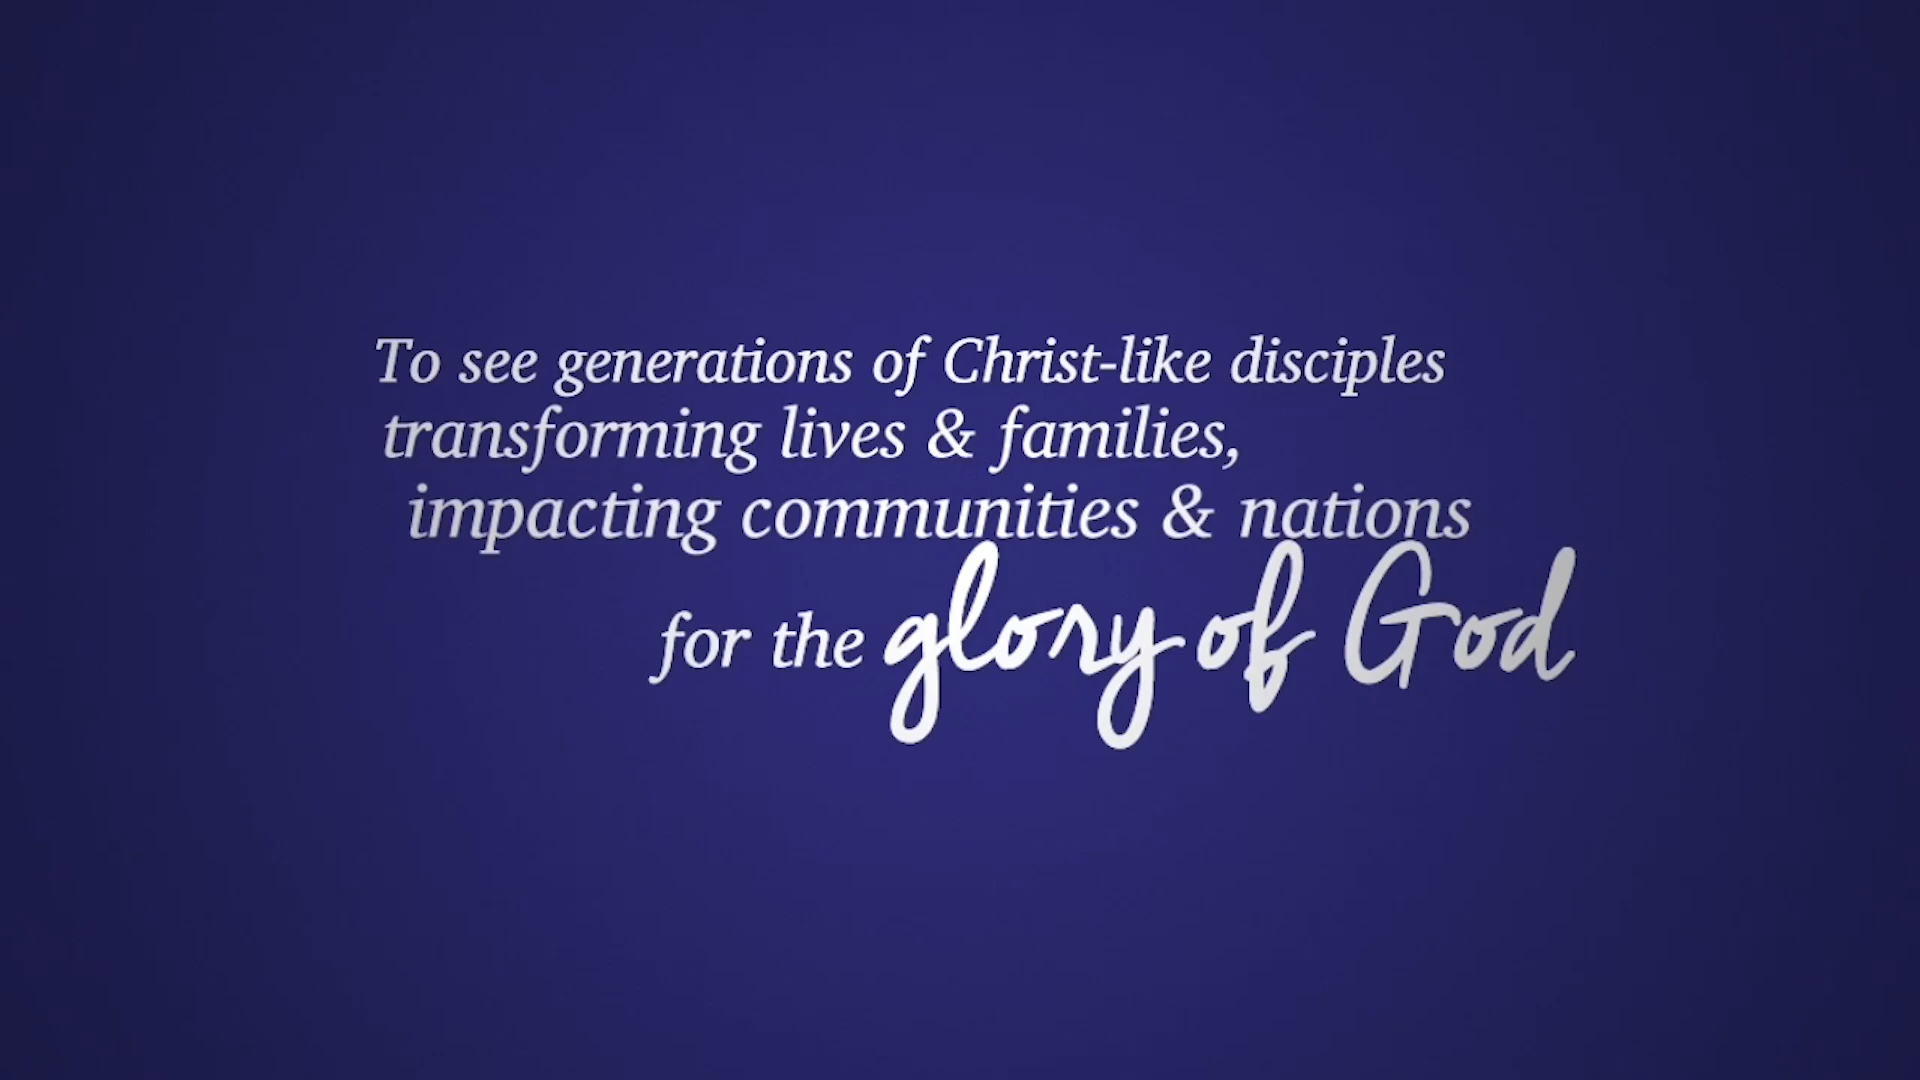 To see generations of Christ-like disciples
transforming lives & families,
impacting communities & nations
for the glory of God